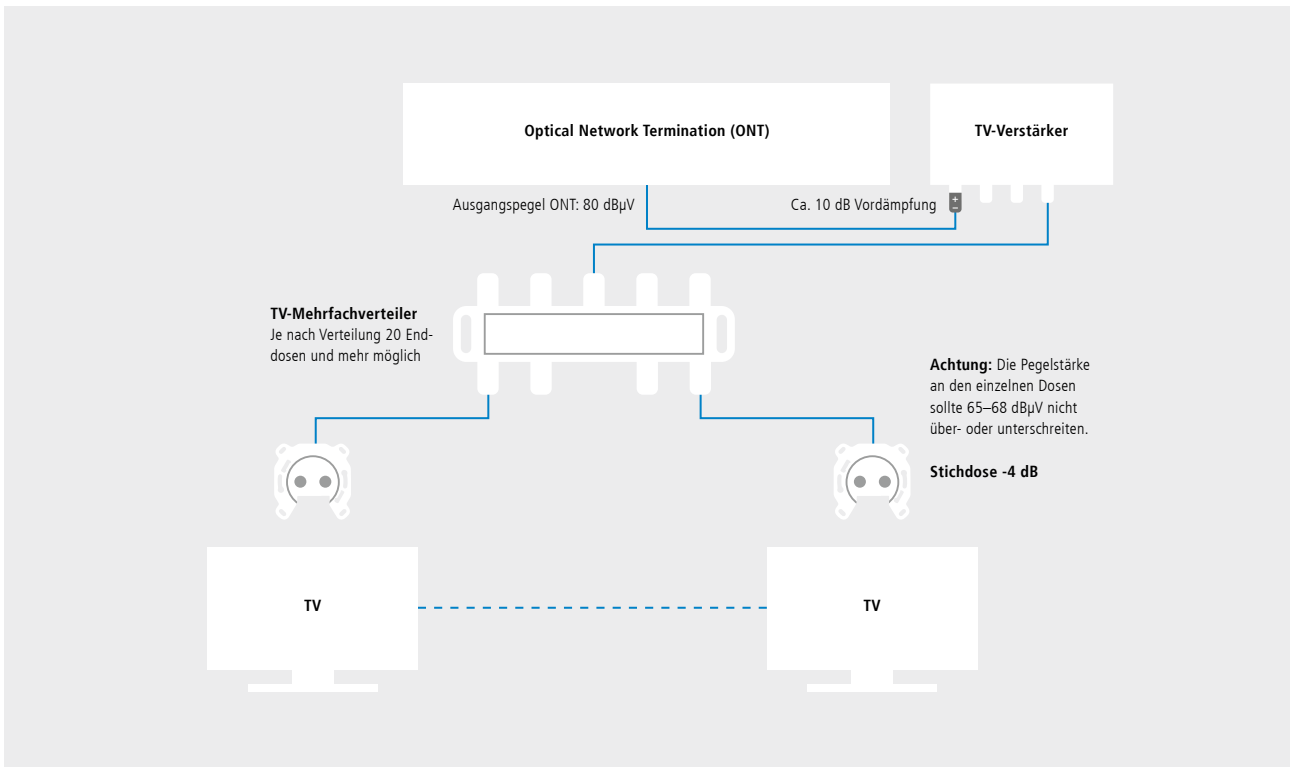 Optical Network Termination (ONT)
TV-Verstärker
Ausgangspegel ONT: 80 dBµV
Ca. 10 dB Vordämpfung
+
–
TV-Mehrfachverteiler
Je nach Verteilung 20 End-
dosen und mehr möglich
Achtung: Die Pegelstärke
an den einzelnen Dosen
sollte 65–68 dBµV nicht
über- oder unterschreiten.
Stichdose -4 dB
TV
TV